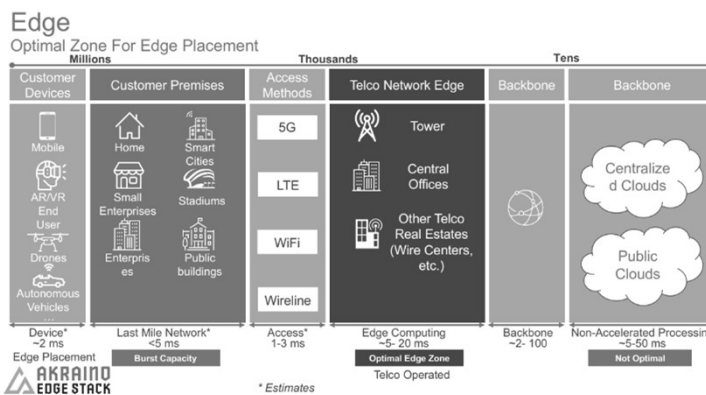 Edge
Optimal Zone For Edge Placement
Millions
Thousands
Tens
Customer
Devices
Customer Premises
Access
Methods
Telco Network Edge
Backbone
Backbone
Mobile
AR/VR
End
User
Drones
Autonomous
Vehicles
...
Home
Smart
Cities
Small
Enterprises
Stadiums
Enterpris
es
Public
buildings
5G
LTE
WiFi
Wireline
Tower
Central
Offices
Other Telco
Real Estates
(Wire Centers,
etc.)
Centralize
d Clouds
Public
Clouds
Device*
~2 ms
Last Mile Network*
<5 ms
Access*
1-3 ms
Edge Computing
~5- 20 ms
Backbone
~2- 100
Non-Accelerated Processin
~5-50 ms
Edge Placement
Burst Capacity
Optimal Edge Zone
Not Optimal
Telco Operated
AKRAINO
EDGE STACK
* Estimates